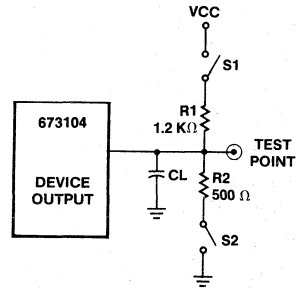 VCC
S1
673104
R1
1.2 KΩ
TEST
POINT
DEVICE
OUTPUT
CL
R2
500 Ω
S2